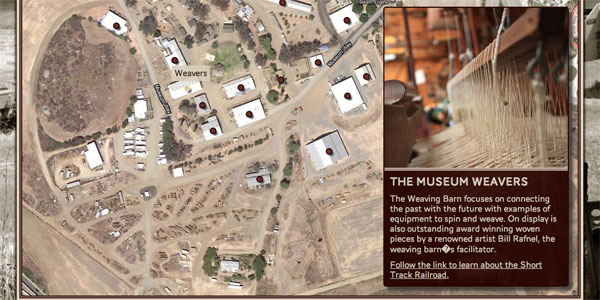 Museum Way
Weavers
THE MUSEUM WEAVERS
The Weaving Barn focuses on connecting
the past with the future with examples of
equipment to spin and weave. On display is
also outstanding award winning woven
pieces by a renowned artist Bill Rafnel, the
weaving barn�s facilitator.
Follow the link to learn about the Short
Track Railroad.